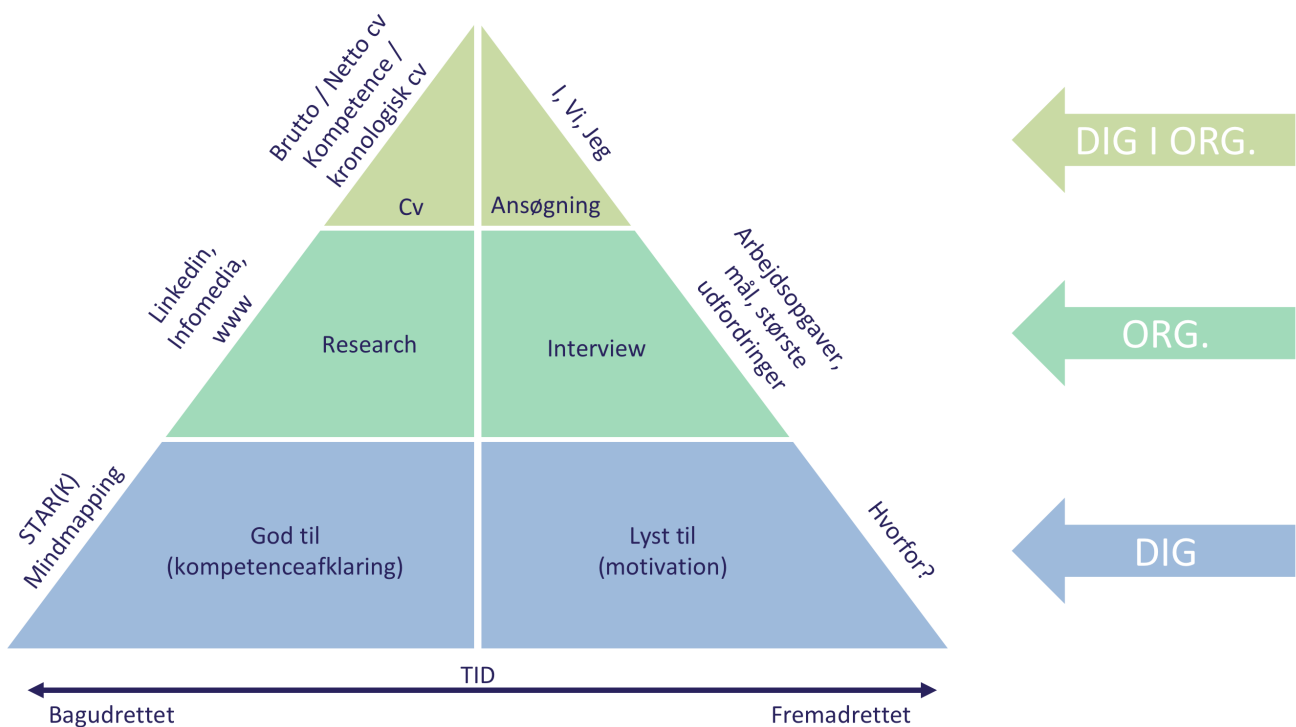 Brutto / Netto cv
Kompetence /
kronologisk cv
I, Vi, Jeg
DIG I ORG.
Cv
Ansøgning
Linkedin,
Infomedia,
www
Arbejdsopgaver,
mål, største
udfordringer
ORG.
Research
Interview
STAR(K)
Mindmapping
God til
(kompetenceafklaring)
Lyst til
(motivation)
Hvorfor?
DIG
TID
Bagudrettet
Fremadrettet